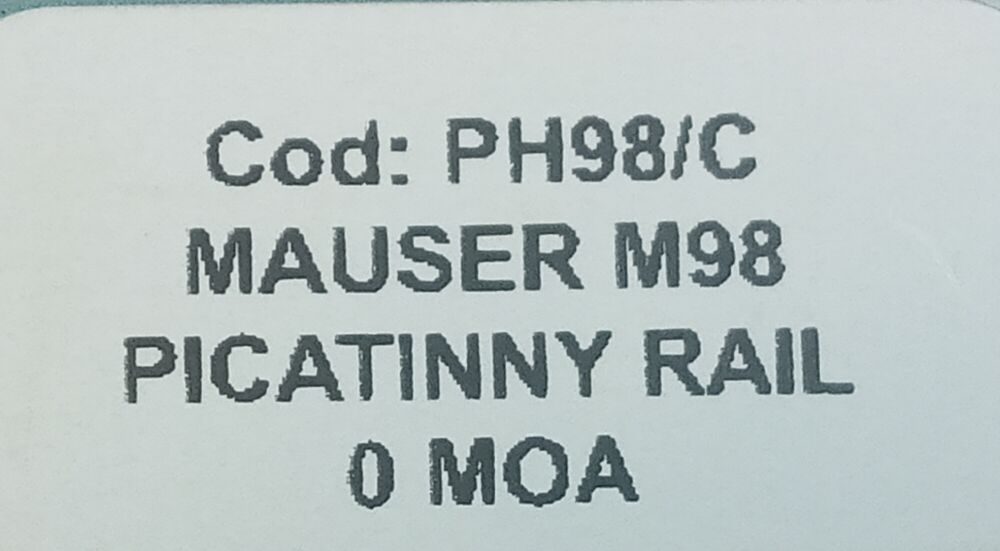 Cod: PH98/C
MAUSER M98
PICATINNY RAIL
0 MOA